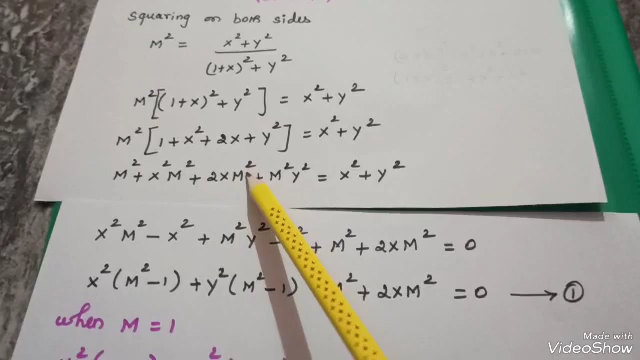 Squaring on both sides
M² = (x²+y²)/((1+x)²+y²)
M²[(1+x)²+y²] = x²+y²
M²[1+x²+2x+y²] = x²+y²
M²+x²M²+2xM²+M²y² = x²+y²
x²M²-x²+M²y²- ²+M²+2xM² = 0
x²(M²-1)+y²(M²-1) M²+2xM² = 0 ⟶ ①
when M = 1
Made with
VideoShow